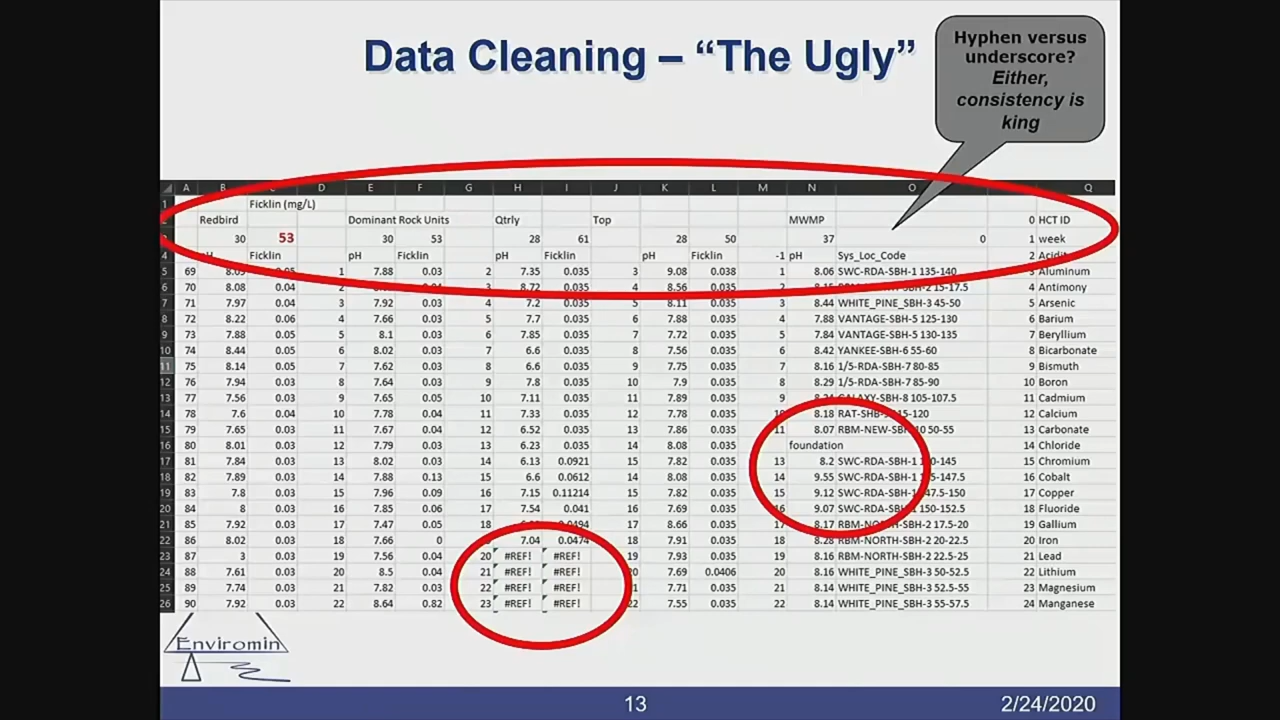 Data Cleaning – “The Ugly”
Hyphen versus
underscore?
Either,
consistency is
king
A B D E F G H I J K L M N O Q
1 Ficklin (mg/L)
Redbird Dominant Rock Units Qtrly Top MWMP 0 HCT ID
30 53 30 53 28 61 28 50 37 0 1 week
4 Ficklin pH Ficklin pH Ficklin pH Ficklin -1 pH Sys_Loc_Code 2
5 69 1 7.88 0.03 2 7.35 0.035 3 9.08 0.038 1 8.06 SWC-RDA-SBH-1 135-140 3 Aluminum
6 70 8.08 0.04 4 8.56 4 Antimony
7 71 7.97 0.04 3 7.92 0.03 4 7.2 0.035 5 8.11 0.035 3 8.44 WHITE_PINE_SBH-3 45-50 5 Arsenic
8 72 8.22 0.06 4 7.66 0.03 5 7.7 0.035 6 7.88 0.035 4 7.88 VANTAGE-SBH-5 125-130 6 Barium
9 73 7.88 0.05 5 8.1 0.03 6 7.85 0.035 7 7.72 0.035 5 7.84 VANTAGE-SBH-5 130-135 7 Beryllium
10 74 8.44 0.05 6 8.02 0.03 7 6.6 0.035 8 7.56 0.035 6 8.42 YANKEE-SBH-6 55-60 8 Bicarbonate
11 75 8.14 0.05 7 7.62 0.03 8 6.6 0.035 9 7.75 0.035 7 8.16 1/5-RDA-SBH-7 80-85 9 Bismuth
12 76 7.94 0.03 8 7.64 0.03 9 7.8 0.035 10 7.9 0.035 8 8.29 1/5-RDA-SBH-7 85-90 10 Boron
13 77 7.56 0.03 9 7.65 0.05 10 7.11 0.035 11 7.89 0.035 9 GALAXY-SBH-8 105-107.5 11 Cadmium
14 78 7.6 0.04 10 7.78 0.04 11 7.33 0.035 12 7.78 0.035 8.18 12 Calcium
15 79 7.65 0.03 11 7.67 0.04 12 6.52 0.035 13 7.86 0.035 11 8.07 13 Carbonate
16 80 8.01 0.03 12 7.79 0.03 13 6.23 0.035 14 8.08 0.035 foundation 14 Chloride
17 81 7.84 0.03 13 8.02 0.03 14 6.13 0.0921 15 7.82 0.035 13 8.2 15 Chromium
18 82 7.89 0.03 14 7.88 0.13 15 6.6 0.0612 14 8.08 0.035 14 9.55 16 Cobalt
19 83 7.8 0.03 15 7.96 0.09 16 7.15 0.11214 15 7.82 0.035 15 9.12 17 Copper
20 84 8 0.03 16 7.85 0.06 17 7.54 0.041 16 7.69 0.035 9.07 18 Fluoride
21 85 7.92 0.03 17 7.47 0.05 18 17 8.66 0.035 8.17 RBM-NORTH-SBH-2 17.5-20 19 Gallium
22 86 8.02 0.03 18 7.66 0 7.04 0.0474 18 7.91 0.035 18 8.28 RBM-NORTH-SBH-2 20-22.5 20 Iron
23 87 3 0.03 19 7.56 0.04 20 #REF! #REF! 19 7.93 0.035 19 8.16 RBM-NORTH-SBH-2 22.5-25 21 Lead
24 88 7.61 0.03 20 8.5 0.04 21 #REF! #REF! 7.69 0.0406 20 8.16 WHITE_PINE_SBH-3 50-52.5 22 Lithium
25 89 7.74 0.03 21 7.82 0.03 22 #REF! #REF! 7.71 0.035 21 8.14 WHITE_PINE_SBH-3 52.5-55 23 Magnesium
26 90 7.92 0.03 22 8.64 0.82 23 #REF! #REF! 22 7.55 0.035 22 8.14 WHITE_PINE_SBH-3 55-57.5 24 Manganese
Enviromin
13
2/24/2020